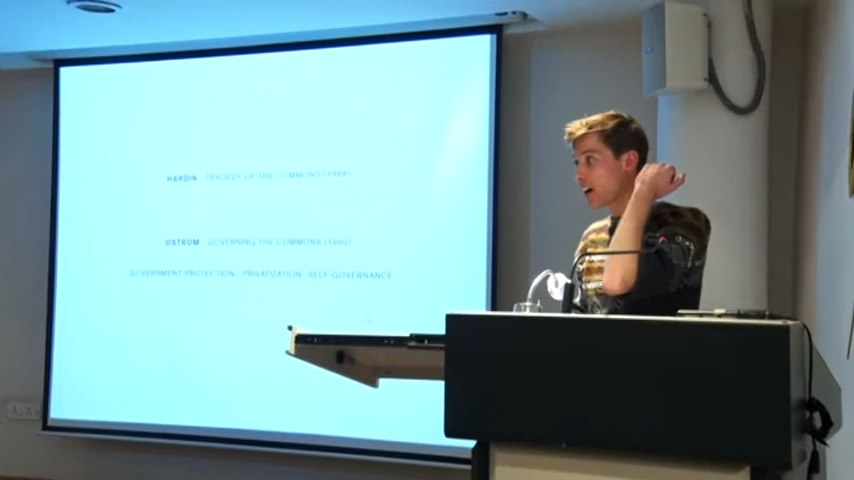 HARDIN TRAGEDY OF THE COMMONS (1968)
OSTROM GOVERNING THE COMMONS (1990)
GOVERNMENT PROTECTION PRIVATIZATION SELF-GOVERNANCE